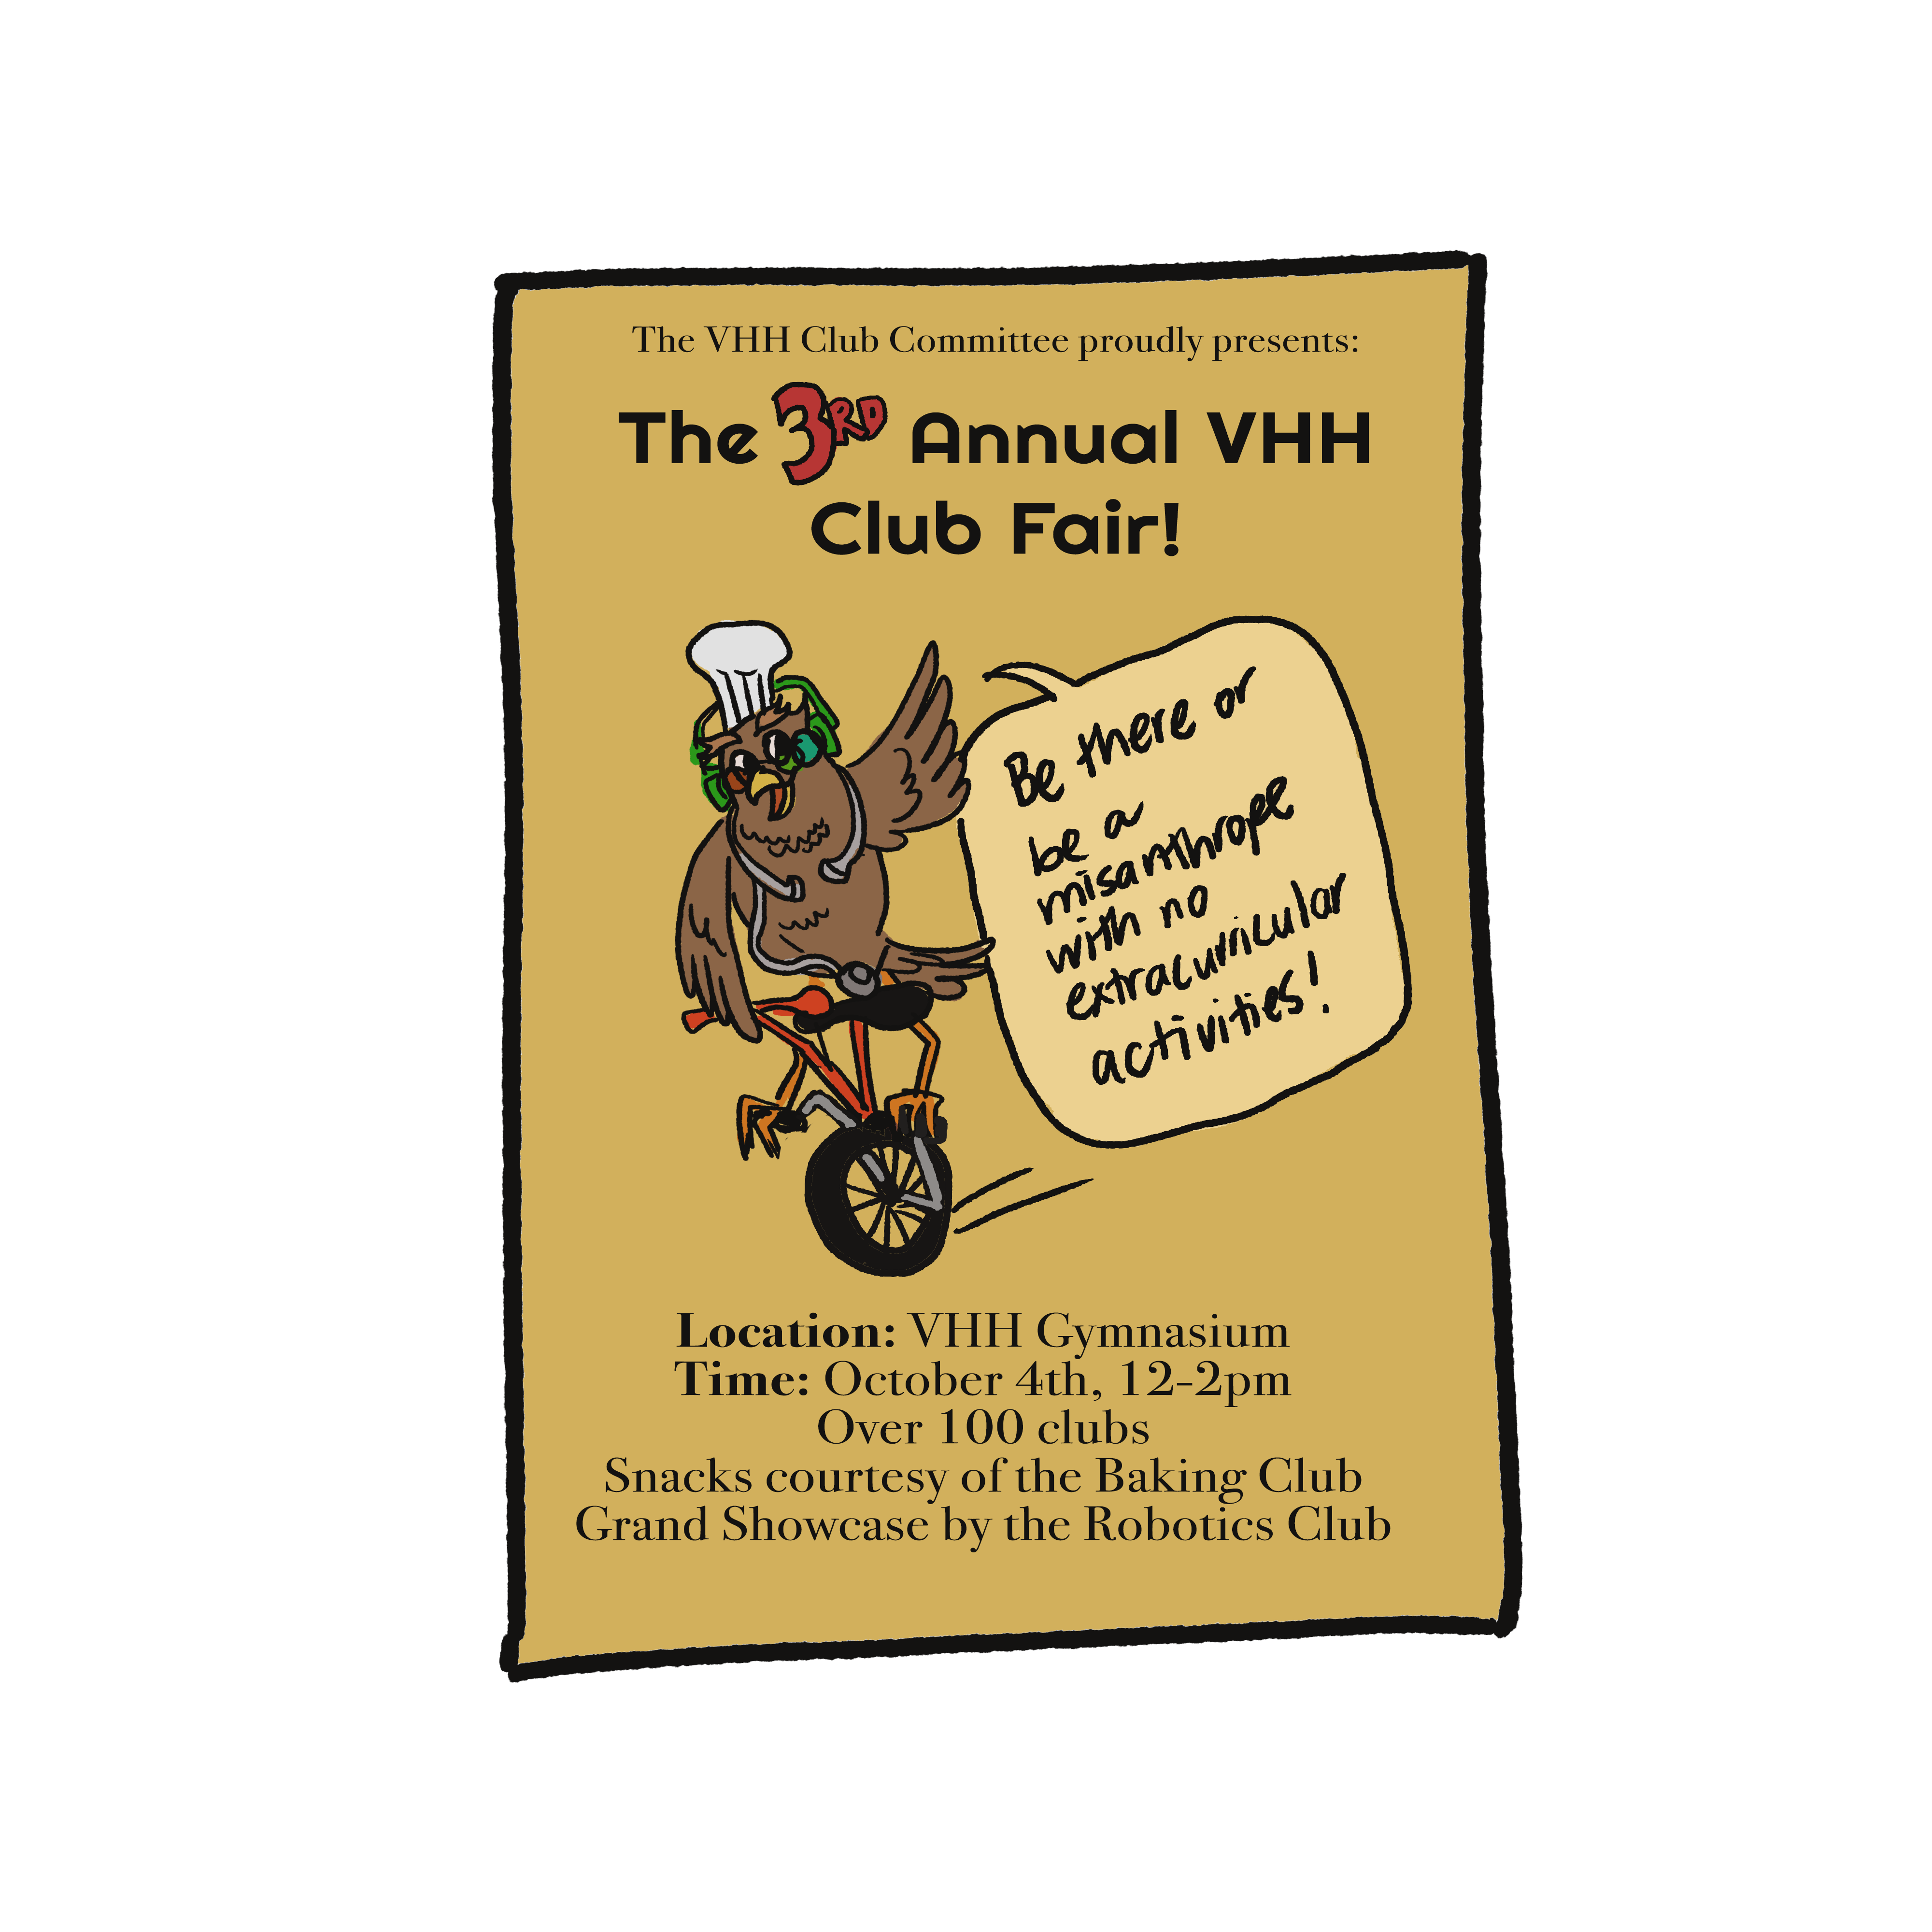 The VHH Club Committee proudly presents:
The 3RD Annual VHH
Club Fair!
Be there or
be a
misanthrope
with no
extracurricular
activities!
Location: VHH Gymnasium
Time: October 4th, 12-2pm
Over 100 clubs
Snacks courtesy of the Baking Club
Grand Showcase by the Robotics Club